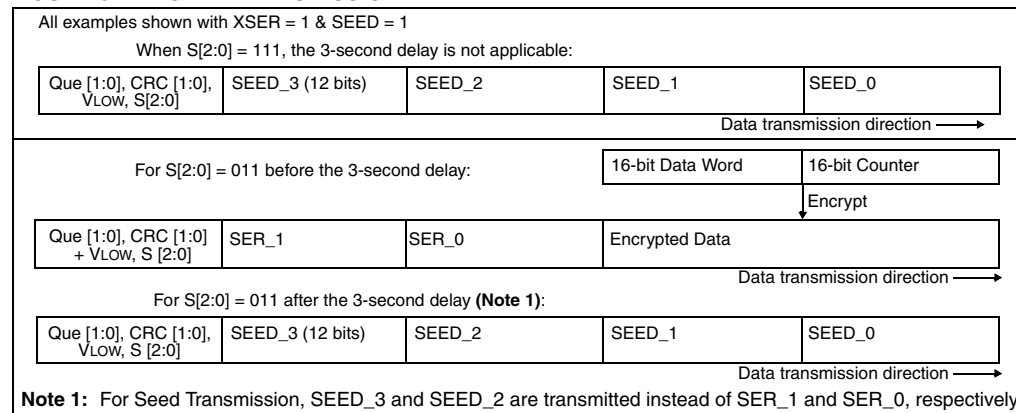 All examples shown with XSER = 1 & SEED = 1
When S[2:0] = 111, the 3-second delay is not applicable:
Que [1:0], CRC [1:0], VLOW, S[2:0]
SEED_3 (12 bits)
SEED_2
SEED_1
SEED_0
Data transmission direction
For S[2:0] = 011 before the 3-second delay:
16-bit Data Word
16-bit Counter
Encrypt
Que [1:0], CRC [1:0]
+ VLOW, S [2:0]
SER_1
SER_0
Encrypted Data
Data transmission direction
For S[2:0] = 011 after the 3-second delay (Note 1):
Que [1:0], CRC [1:0],
VLOW, S [2:0]
SEED_3 (12 bits)
SEED_2
SEED_1
SEED_0
Data transmission direction
Note 1: For Seed Transmission, SEED_3 and SEED_2 are transmitted instead of SER_1 and SER_0, respectively